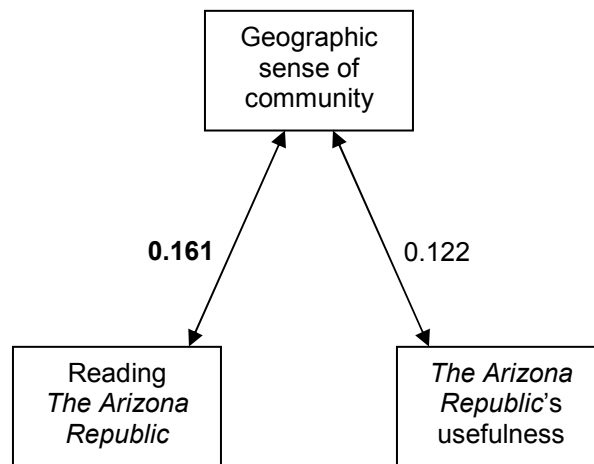 Geographic
sense of
community
0.161
0.122
Reading
The Arizona
Republic
The Arizona
Republic's
usefulness